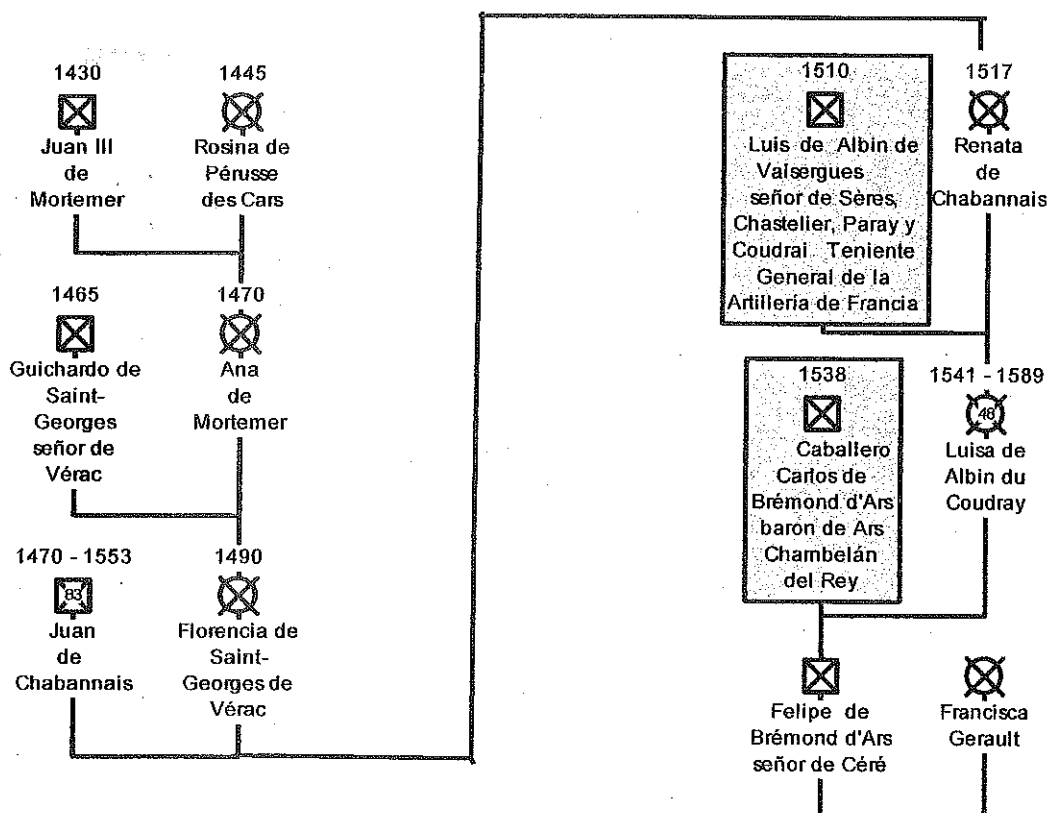 1430
Juan III
de
Mortemer
1445
Rosina de
Pérusse
des Cars
1465
Guichardo de
Saint-
Georges
señor de
Vérac
1470
Ana
de
Mortemer
1470 - 1553
83
Juan
de
Chabannais
1490
Florencia de
Saint-
Georges de
Vérac
1510
Luis de Albin de
Valsergues
señor de Sères,
Chastelier, Paray y
Coudrai Teniente
General de la
Artillería de Francia
1517
Renata
de
Chabannais
1538
Caballero
Carlos de
Brémond d'Ars
barón de Ars
Chambelán
del Rey
1541 - 1589
48
Luisa de
Albin du
Coudray
Felipe de
Brémond d'Ars
señor de Céré
Francisca
Gerault